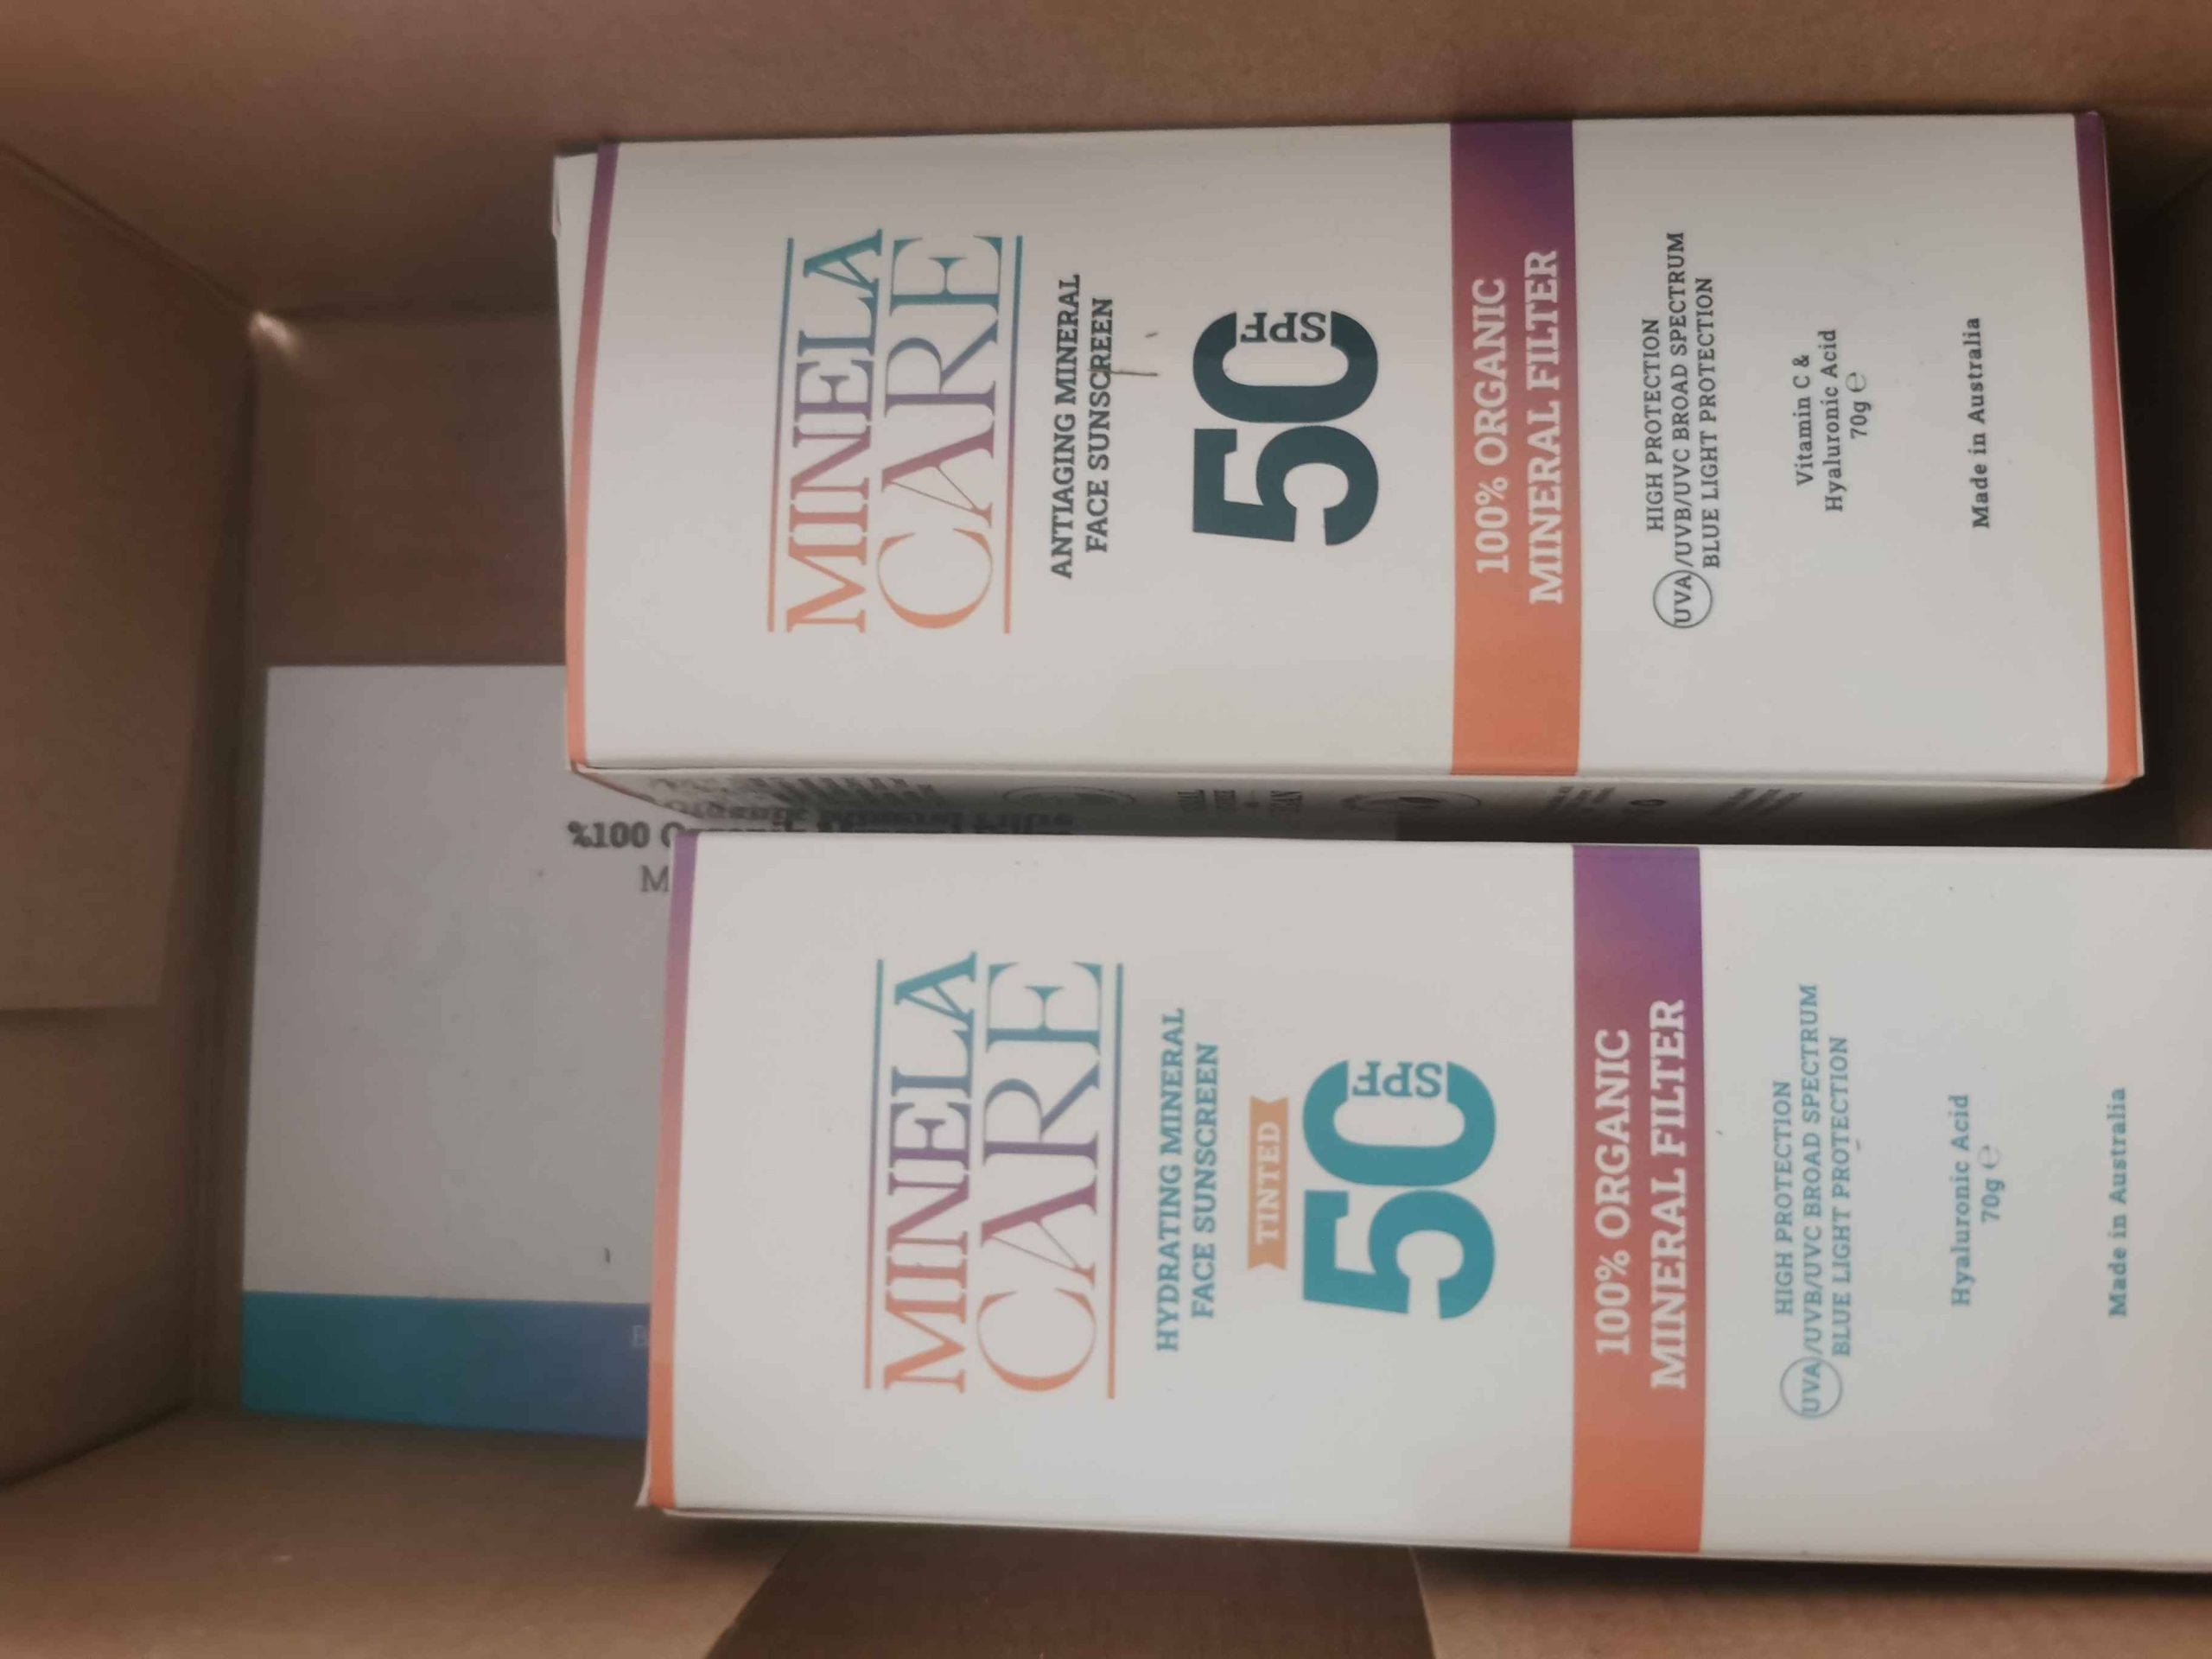 MINELA
CARE
ANTIAGING MINERAL
FACE SUNSCREEN
50
SPF
100% ORGANIC
MINERAL FILTER
HIGH PROTECTION
UVA/UVB/UVC BROAD SPECTRUM
BLUE LIGHT PROTECTION
Vitamin C &
Hyaluronic Acid
70g ℮
Made in Australia
%100
M
MINELA
CARE
HYDRATING MINERAL
FACE SUNSCREEN
TINTED
50
SPF
100% ORGANIC
MINERAL FILTER
HIGH PROTECTION
UVA/UVB/UVC BROAD SPECTRUM
BLUE LIGHT PROTECTION
Hyaluronic Acid
70g ℮
Made in Australia